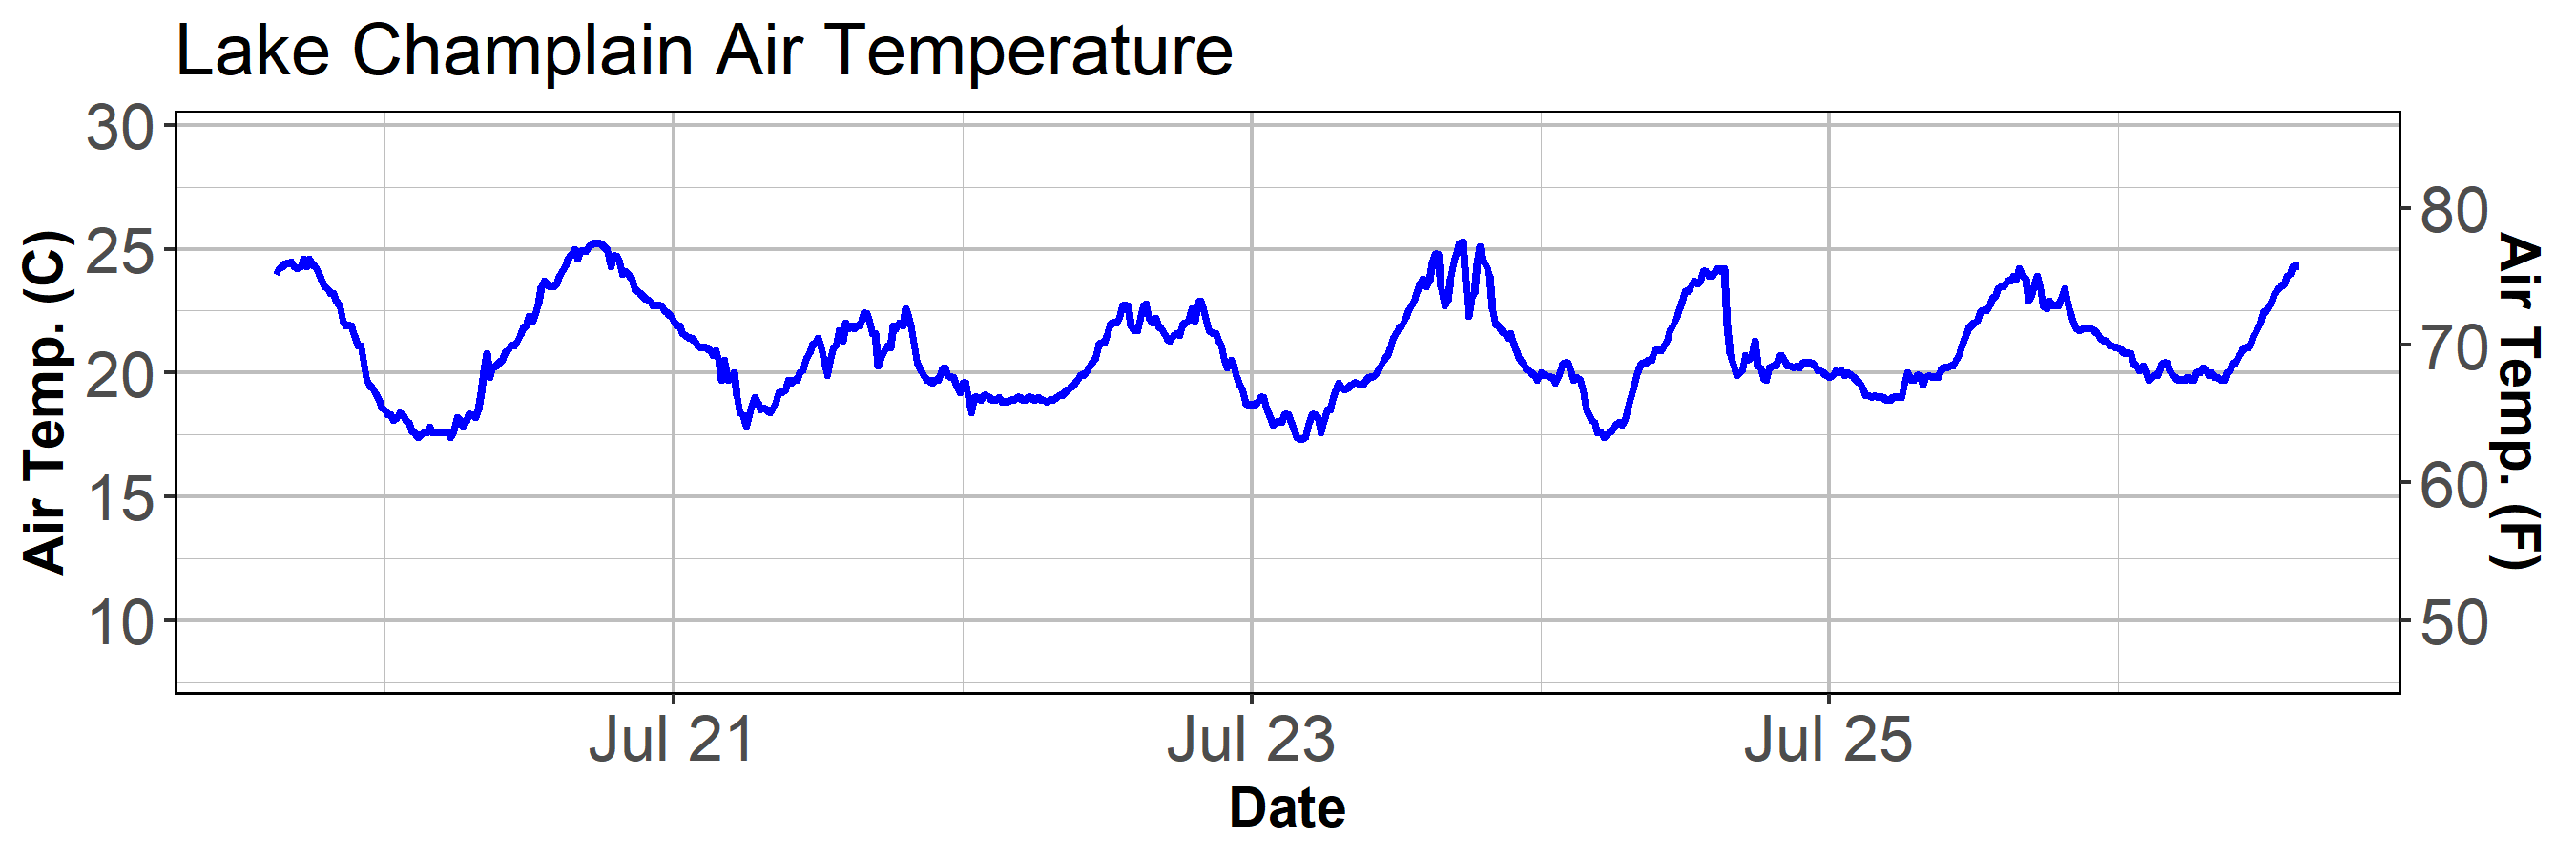 Lake Champlain Air Temperature
30
25
20
15
10
Air Temp. (C)
80
70
60
50
Air Temp. (F)
Jul 21
Jul 23
Jul 25
Date